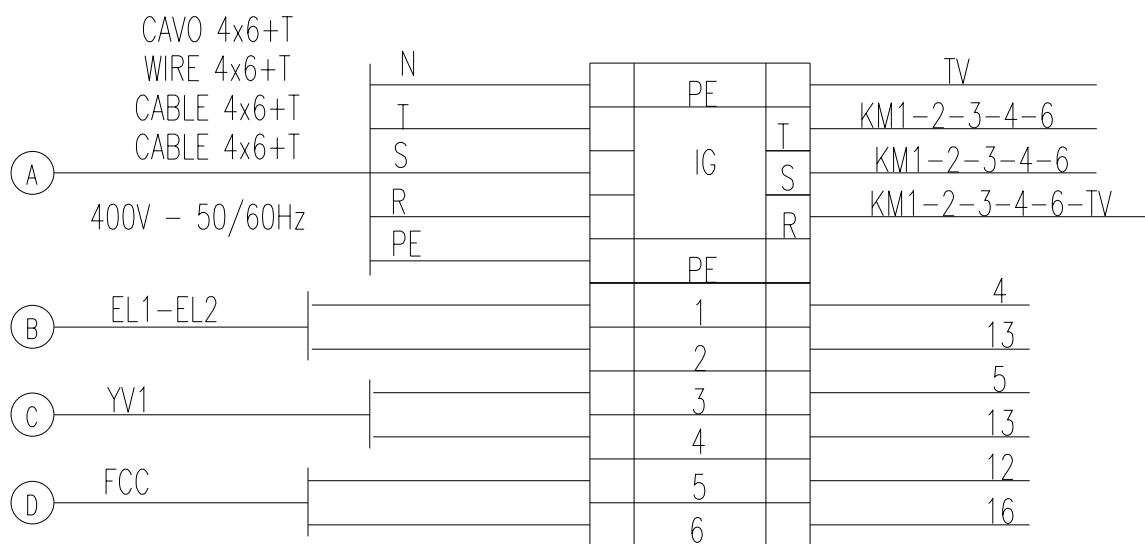 CAVO 4x6+T
WIRE 4x6+T
CABLE 4x6+T
CABLE 4x6+T
A
400V - 50/60Hz
N
T
S
R
PE
PE
IG
T
S
R
PE
TV
KM1-2-3-4-6
KM1-2-3-4-6
KM1-2-3-4-6-TV
B EL1-EL2 1 4
2 13
C YV1 3 5
4 13
D FCC 5 12
6 16